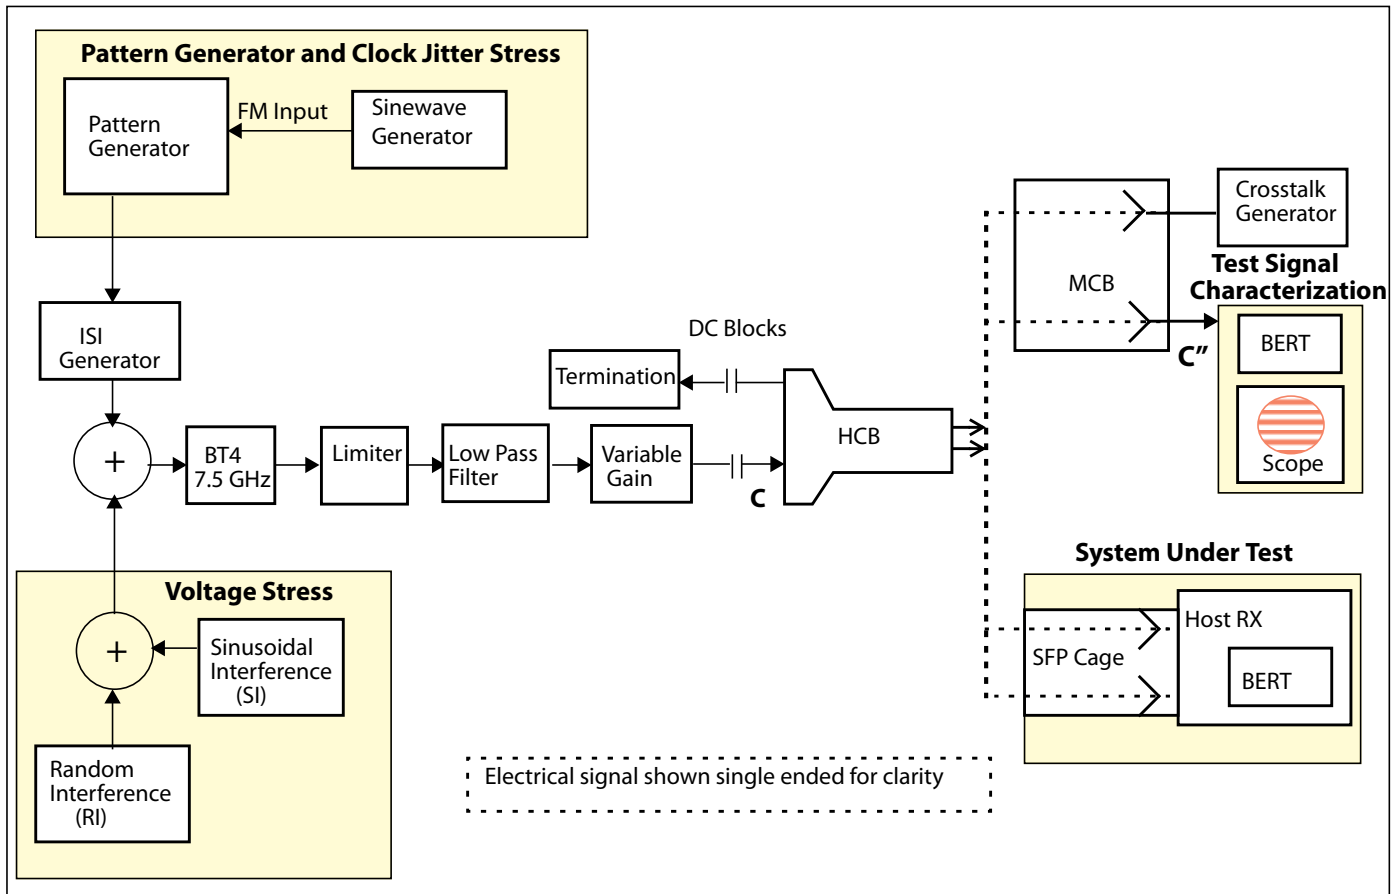 Pattern Generator and Clock Jitter Stress
Pattern
Generator
FM Input
Sinewave
Generator
ISI
Generator
+
BT4
7.5 GHz
Limiter
Low Pass
Filter
Variable
Gain
DC Blocks
Termination
C
HCB
MCB
Crosstalk
Generator
Test Signal
Characterization
C″
BERT
Scope
Voltage Stress
+
Sinusoidal
Interference
(SI)
Random
Interference
(RI)
System Under Test
SFP Cage
Host RX
BERT
Electrical signal shown single ended for clarity